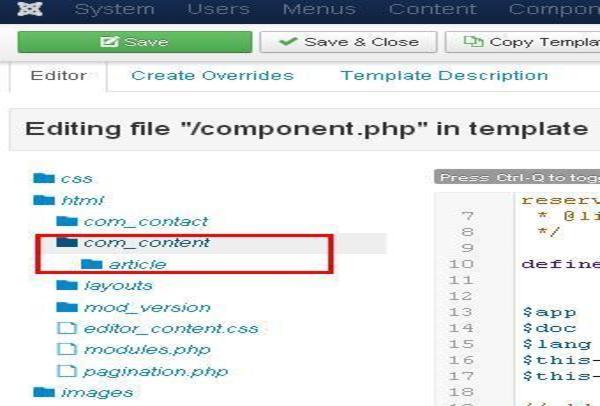 System Users Menus Content Compon
Save Save & Close Copy Templa
Editor Create Overrides Template Description
Editing file "/component.php" in template
css
html
com_contact
com_content
article
layouts
mod_version
editor_content.css
modules.php
pagination.php
images
Press Ctrl-Q to tog
reserv
7 * @li
8 */
9
10 define
11
12
13 $app
14 $doc
15 $lang
16 $this-
17 $this-
18